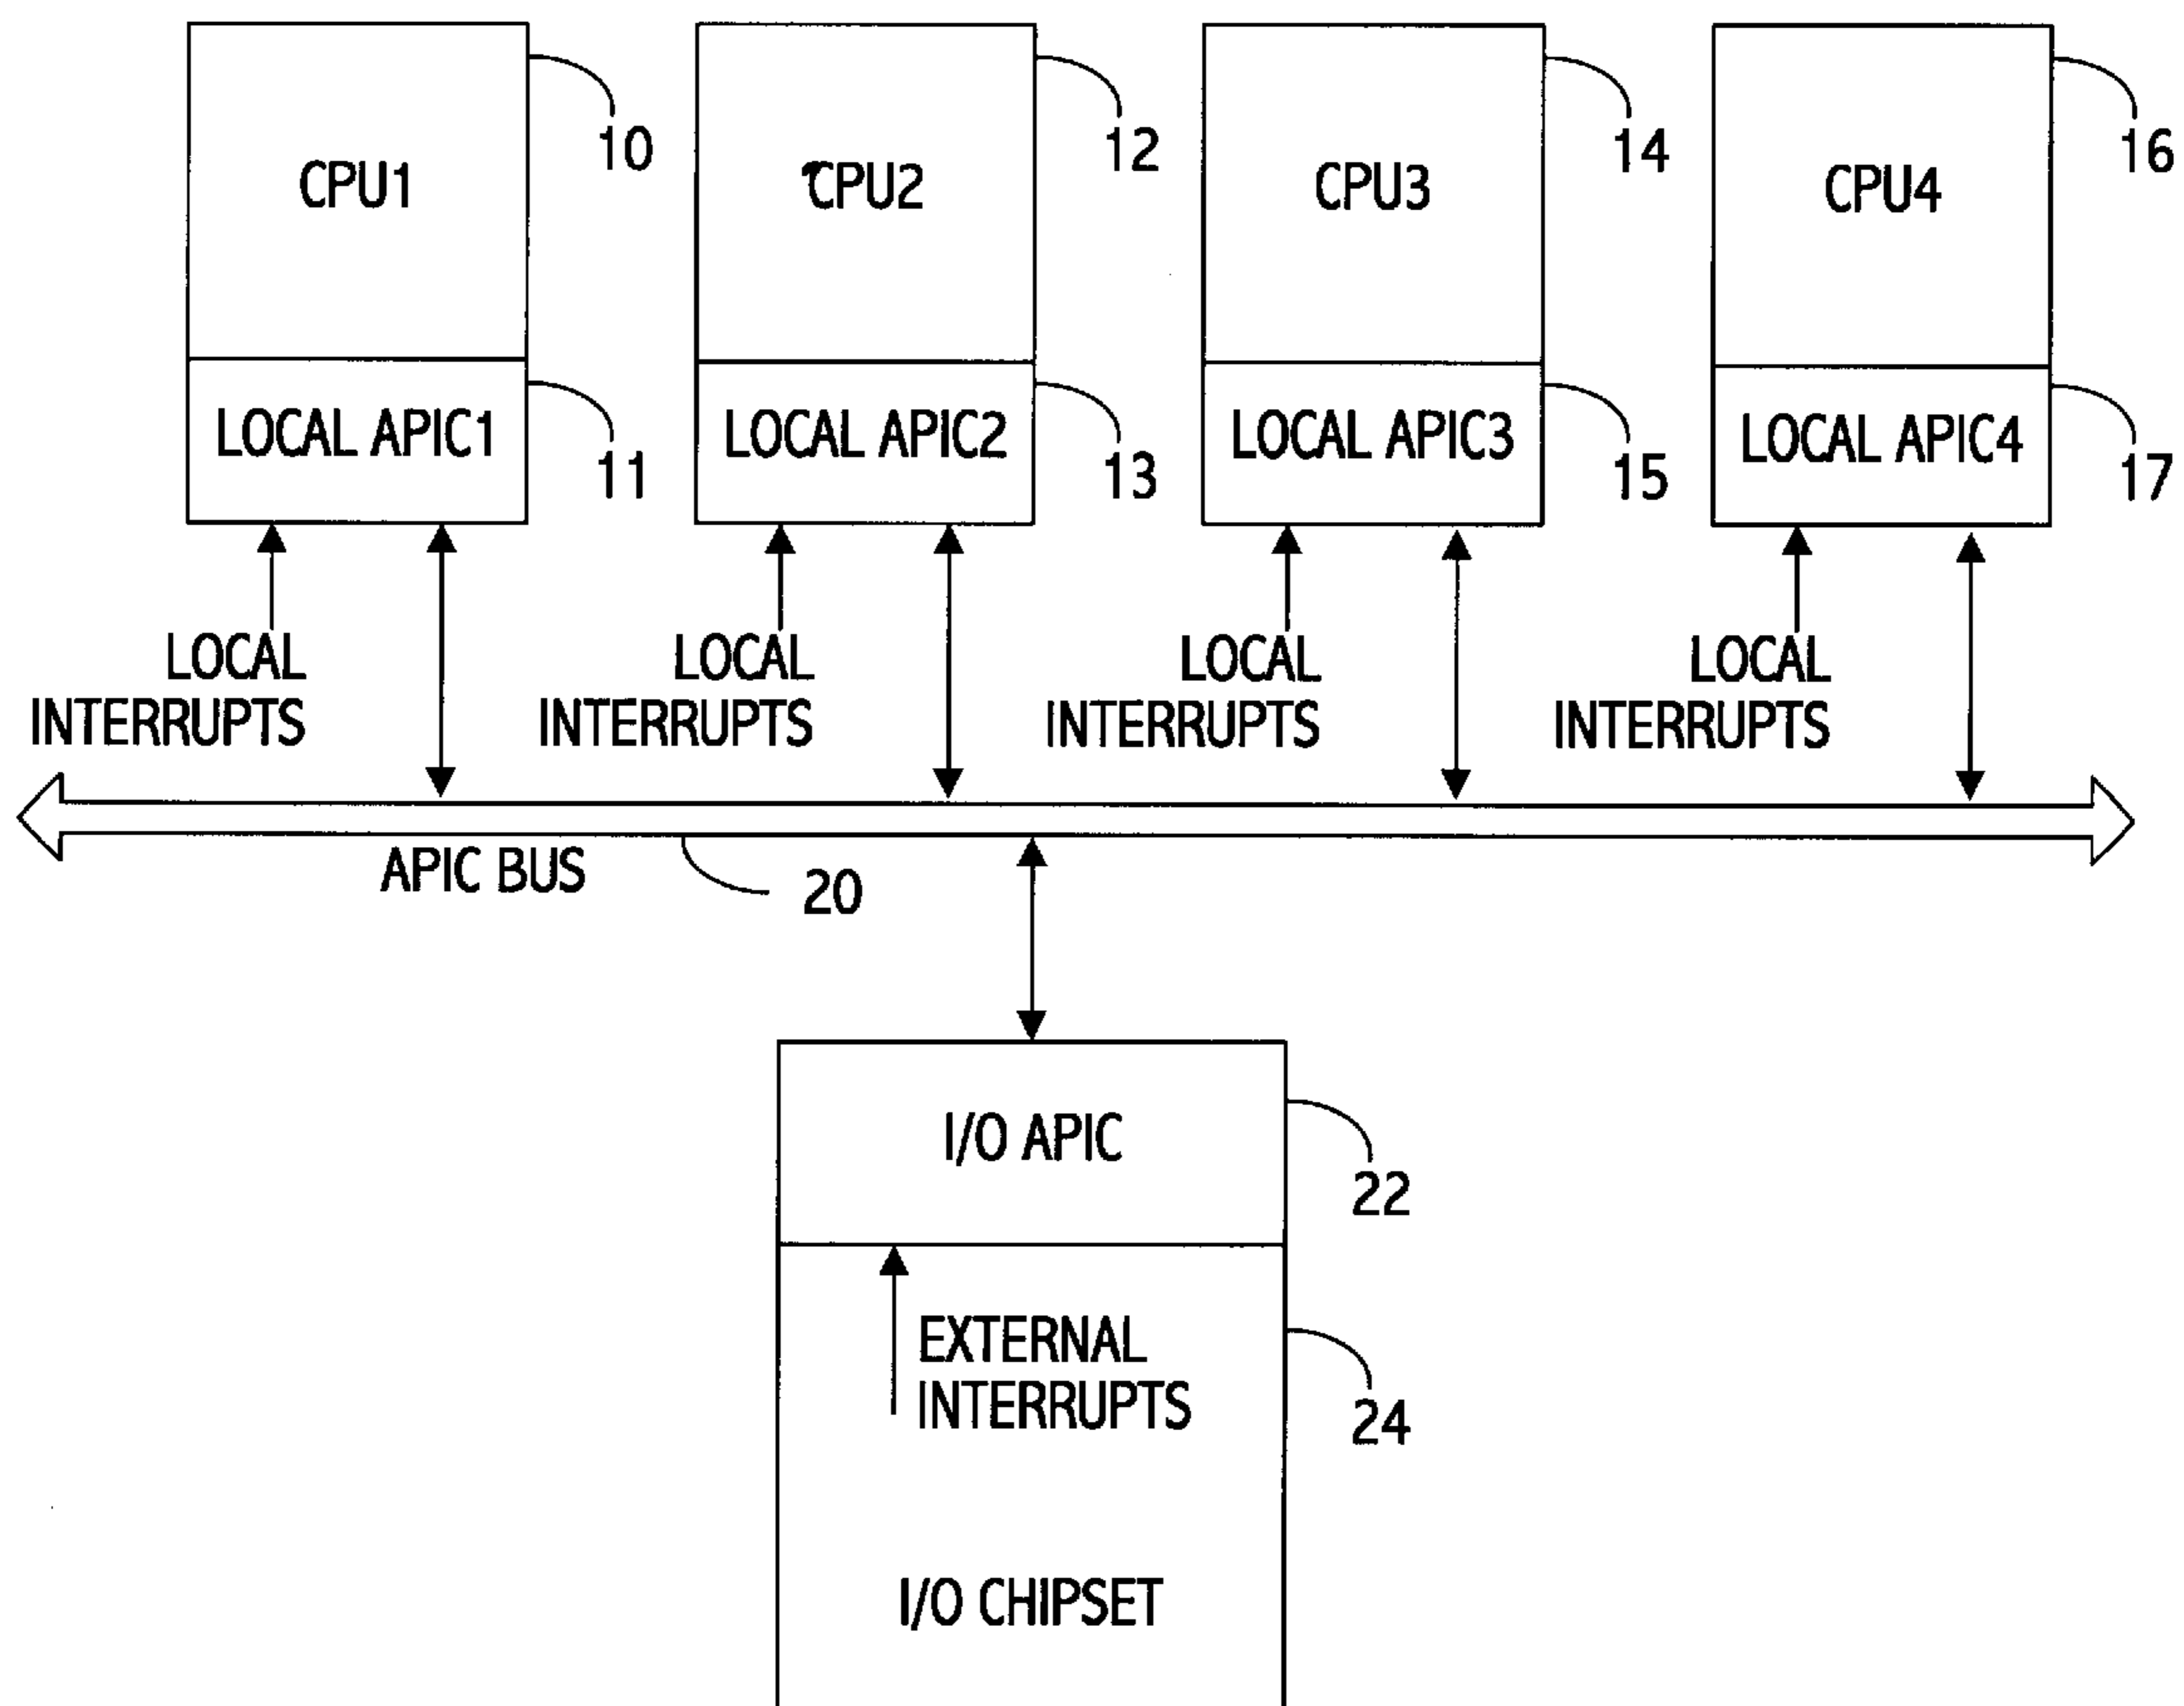 CPU1
10
CPU2
12
CPU3
14
CPU4
16
LOCAL APIC1
11
LOCAL APIC2
13
LOCAL APIC3
15
LOCAL APIC4
17
LOCAL
INTERRUPTS
LOCAL
INTERRUPTS
LOCAL
INTERRUPTS
LOCAL
INTERRUPTS
APIC BUS
20
I/O APIC
22
EXTERNAL
INTERRUPTS
24
I/O CHIPSET